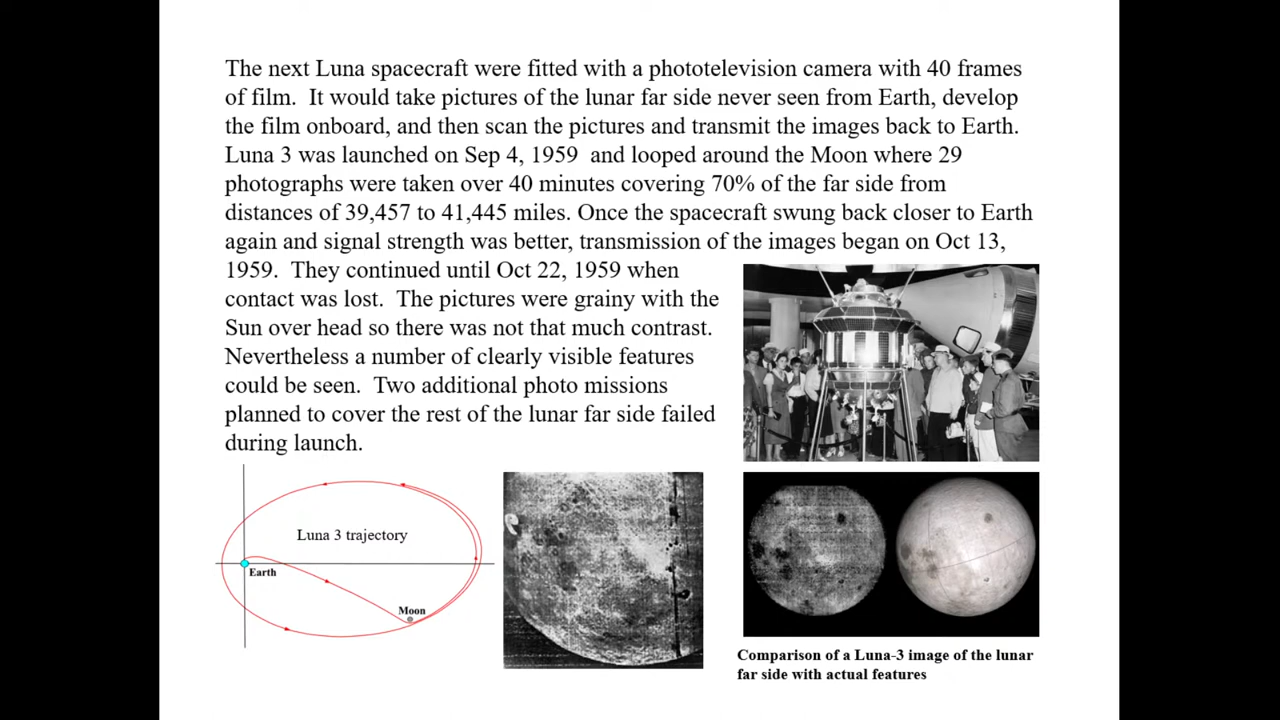 The next Luna spacecraft were fitted with a phototelevision camera with 40 frames
of film.  It would take pictures of the lunar far side never seen from Earth, develop
the film onboard, and then scan the pictures and transmit the images back to Earth.
Luna 3 was launched on Sep 4, 1959  and looped around the Moon where 29
photographs were taken over 40 minutes covering 70% of the far side from
distances of 39,457 to 41,445 miles.  Once the spacecraft swung back closer to Earth
again and signal strength was better, transmission of the images began on Oct 13,
1959.  They continued until Oct 22, 1959 when
contact was lost.  The pictures were grainy with the
Sun over head so there was not that much contrast.
Nevertheless a number of clearly visible features
could be seen.  Two additional photo missions
planned to cover the rest of the lunar far side failed
during launch.
Luna 3 trajectory
Earth
Moon
Comparison of a Luna-3 image of the lunar
far side with actual features